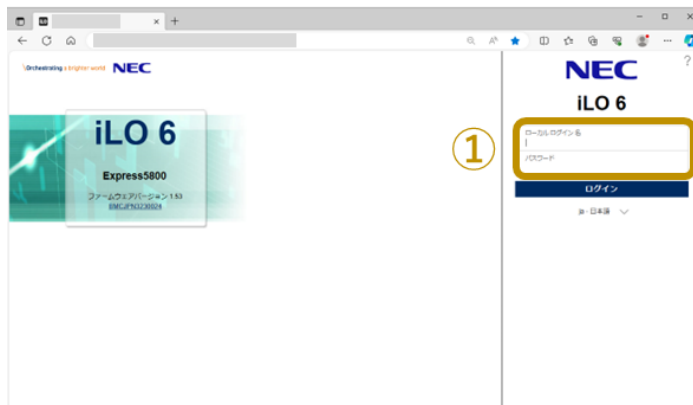 \Orchestrating a brighter world NEC
iLO 6
Express5800
ファームウェアバージョン 1.53
BMCJPN3230024
①
NEC
?
iLO 6
ローカルログイン名
パスワード
ログイン
ja - 日本語